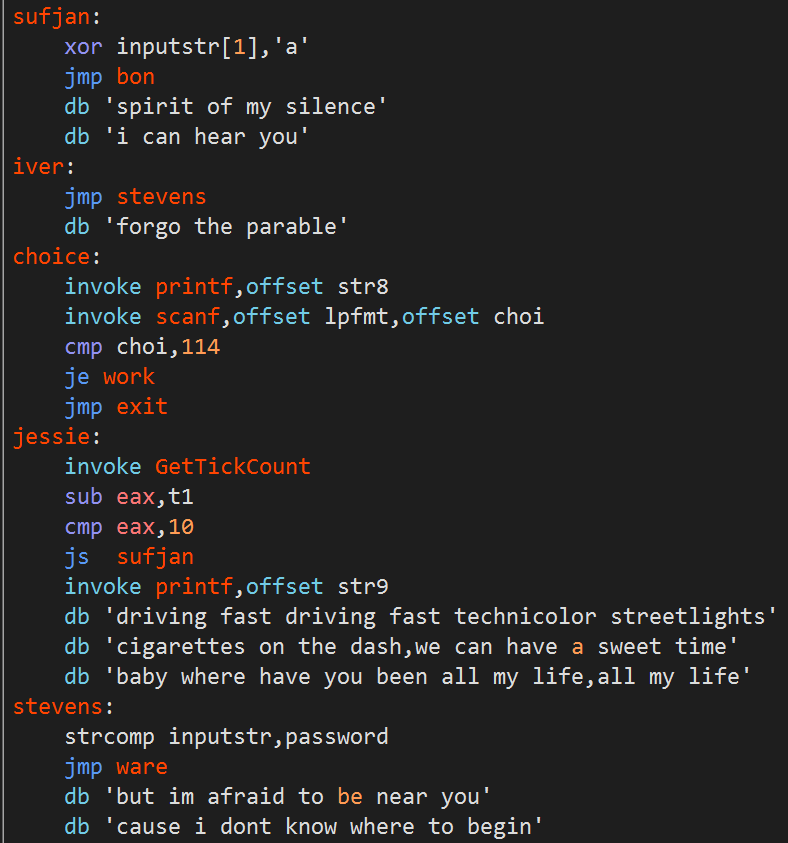 sufjan:
    xor inputstr[1],'a'
    jmp bon
    db 'spirit of my silence'
    db 'i can hear you'
iver:
    jmp stevens
    db 'forgo the parable'
choice:
    invoke printf,offset str8
    invoke scanf,offset lpfmt,offset choi
    cmp choi,114
    je work
    jmp exit
jessie:
    invoke GetTickCount
    sub eax,t1
    cmp eax,10
    js  sufjan
    invoke printf,offset str9
    db 'driving fast driving fast technicolor streetlights'
    db 'cigarettes on the dash,we can have a sweet time'
    db 'baby where have you been all my life,all my life'
stevens:
    strcomp inputstr,password
    jmp ware
    db 'but im afraid to be near you'
    db 'cause i dont know where to begin'